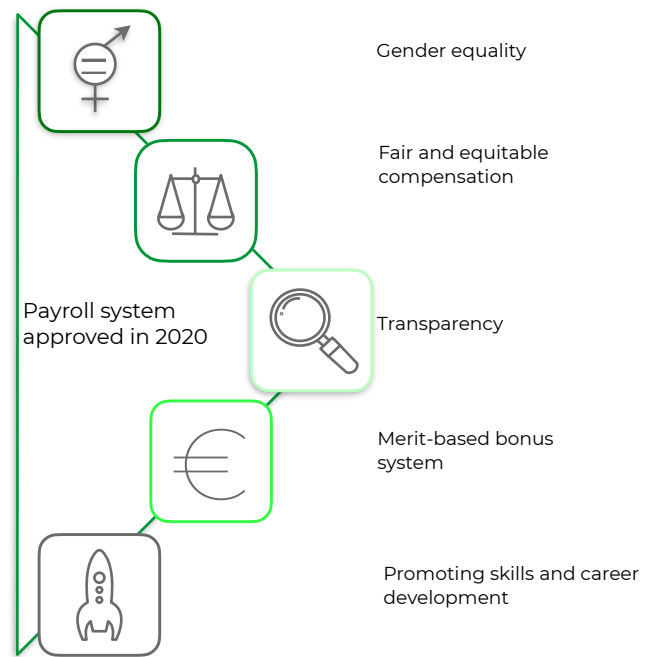 Gender equality
Fair and equitable
compensation
Payroll system
approved in 2020
Transparency
Merit-based bonus
system
Promoting skills and career
development